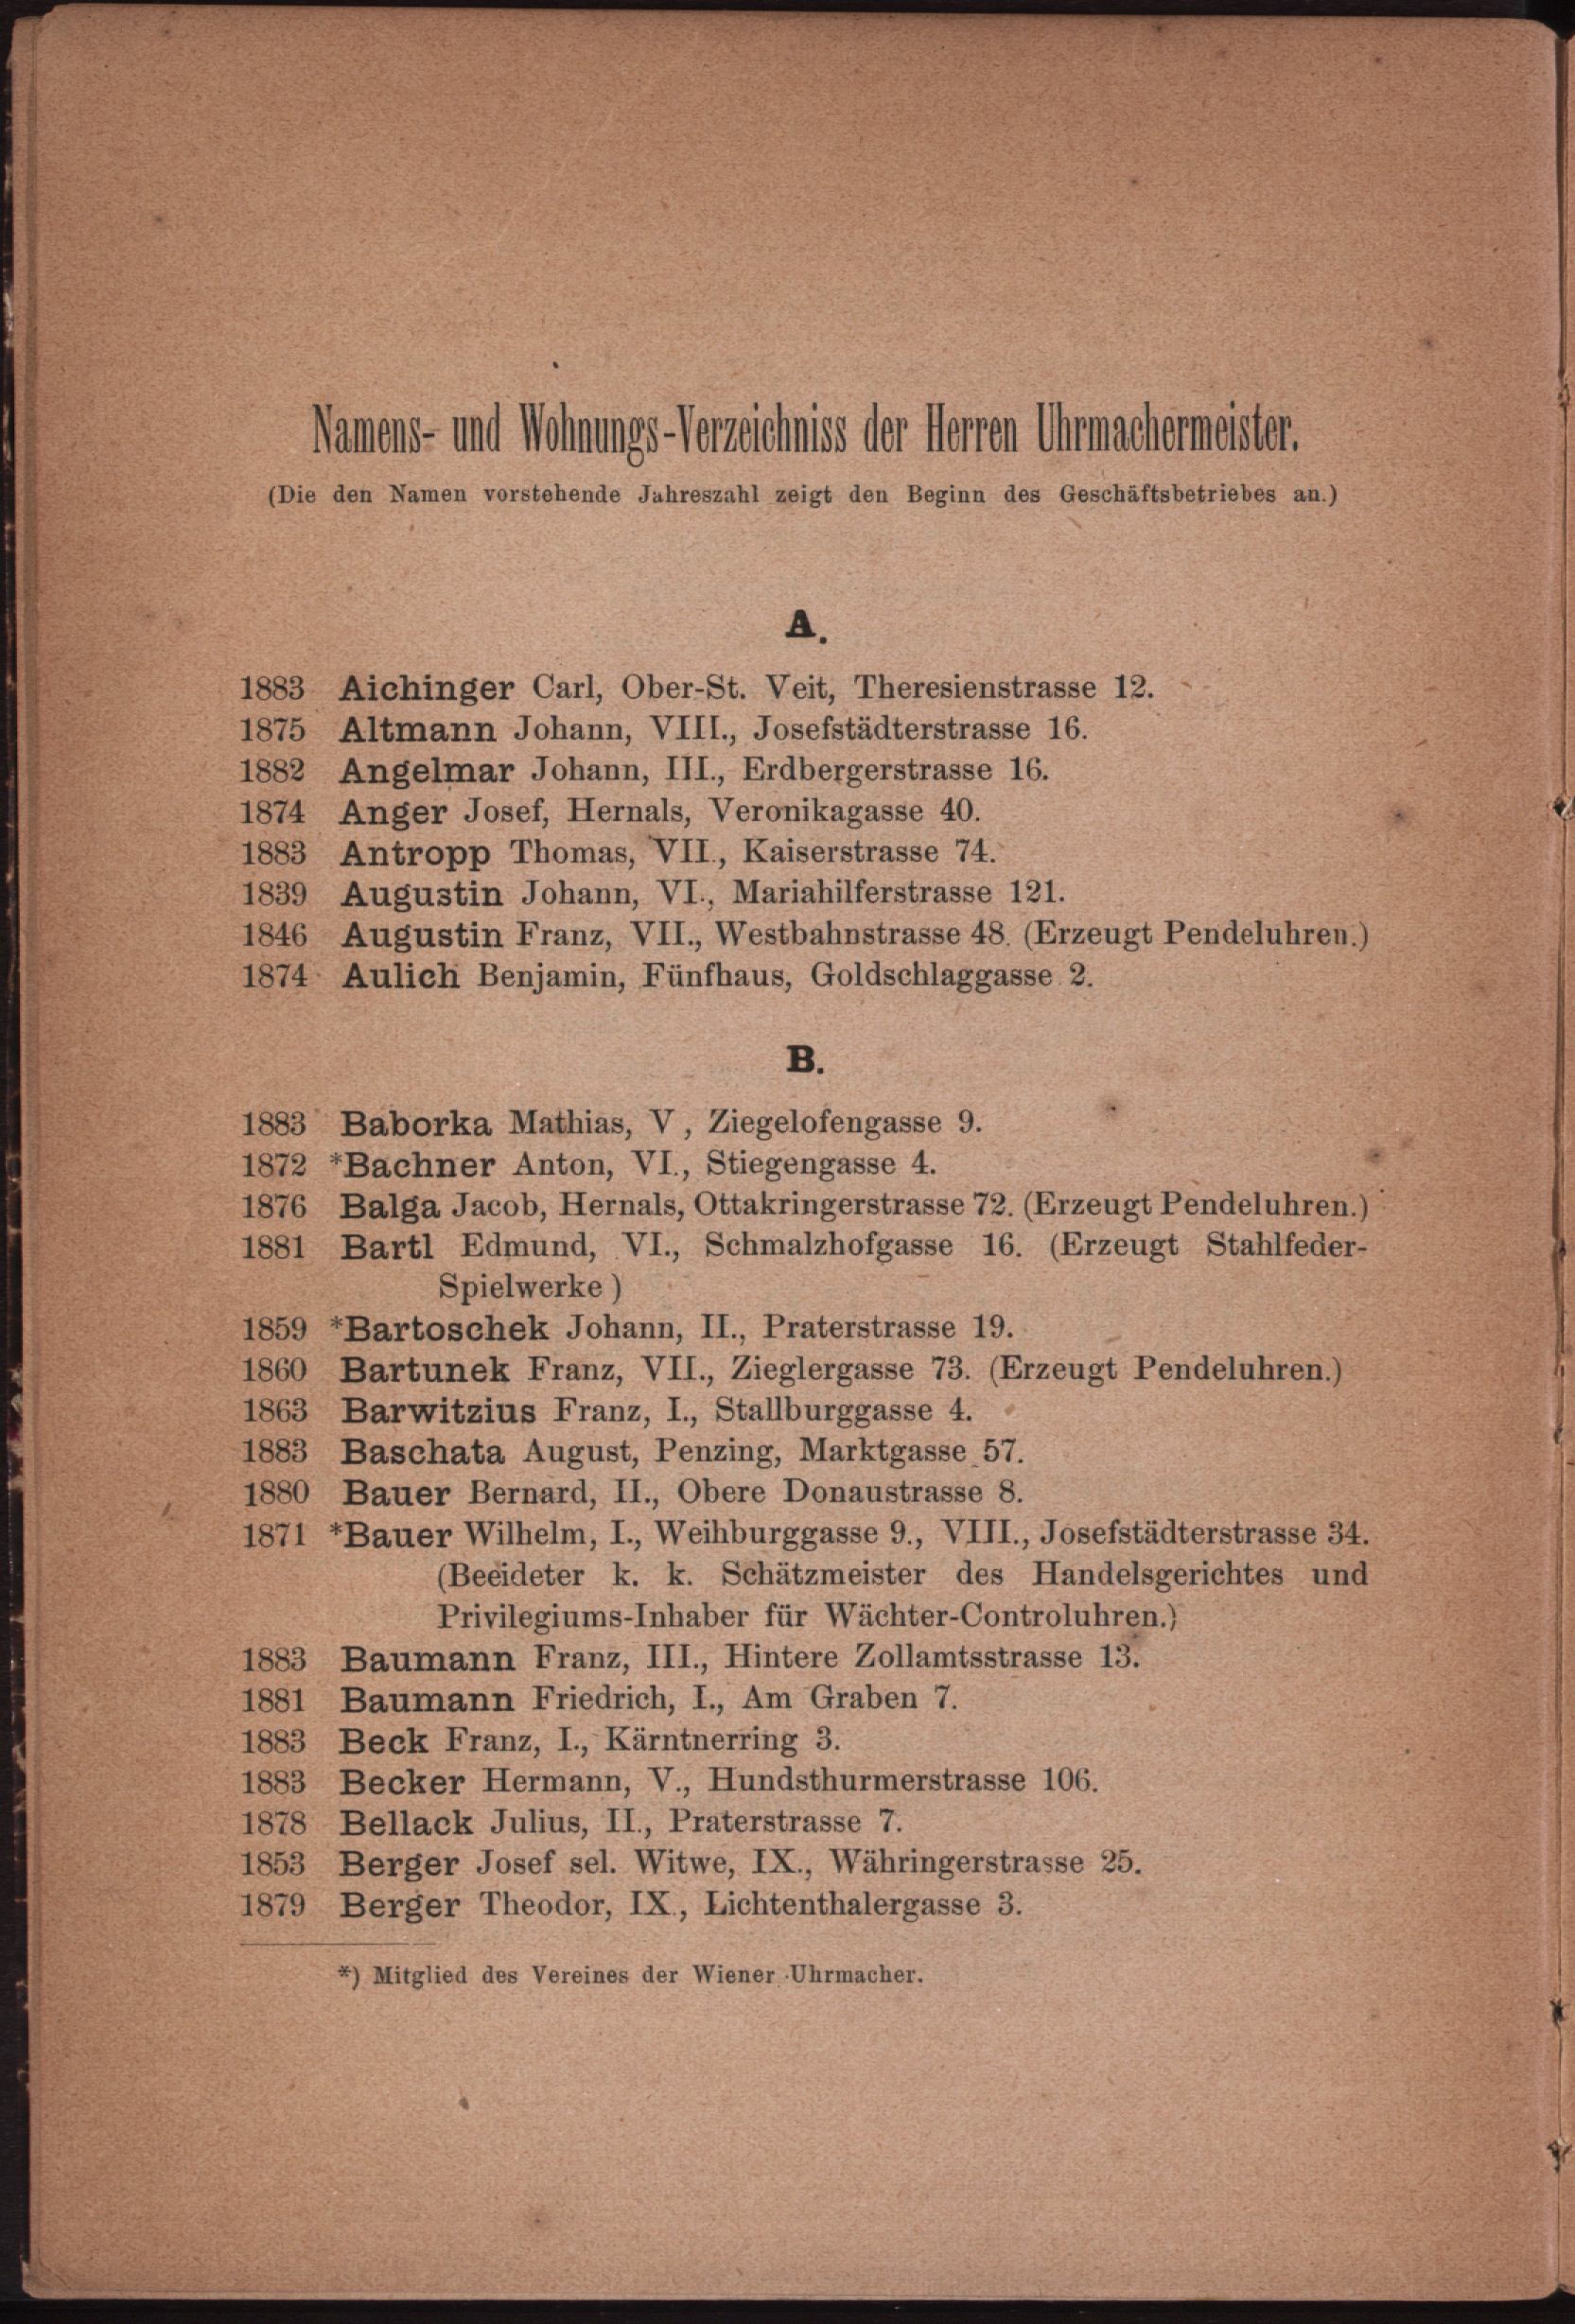 Namens- und Wohnungs-Verzeichniss der Herren Uhrmachermeister.
(Die den Namen vorstehende Jahreszahl zeigt den Beginn des Geschäftsbetriebes an.)
A.
1883 Aichinger Carl, Ober-St. Veit, Theresienstrasse 12.
1875 Altmann Johann, VIII., Josefstädterstrasse 16.
1882 Angelmar Johann, III., Erdbergerstrasse 16.
1874 Anger Josef, Hernals, Veronikagasse 40.
1883 Antropp Thomas, VII., Kaiserstrasse 74.
1839 Augustin Johann, VI., Mariahilferstrasse 121.
1846 Augustin Franz, VII., Westbahnstrasse 48. (Erzeugt Pendeluhren.)
1874 Aulich Benjamin, Fünfhaus, Goldschlaggasse 2.
B.
1883 Baborka Mathias, V , Ziegelofengasse 9.
1872 *Bachner Anton, VI., Stiegengasse 4.
1876 Balga Jacob, Hernals, Ottakringerstrasse 72. (Erzeugt Pendeluhren.)
1881 Bartl Edmund, VI., Schmalzhofgasse 16. (Erzeugt Stahlfeder-
Spielwerke )
1859 *Bartoschek Johann, II., Praterstrasse 19.
1860 Bartunek Franz, VII., Zieglergasse 73. (Erzeugt Pendeluhren.)
1863 Barwitzius Franz, I., Stallburggasse 4.
1883 Baschata August, Penzing, Marktgasse 57.
1880 Bauer Bernard, II., Obere Donaustrasse 8.
1871 *Bauer Wilhelm, I., Weihburggasse 9., VIII., Josefstädterstrasse 34.
(Beeideter k. k. Schätzmeister des Handelsgerichtes und
Privilegiums-Inhaber für Wächter-Controluhren.)
1883 Baumann Franz, III., Hintere Zollamtsstrasse 13.
1881 Baumann Friedrich, I., Am Graben 7.
1883 Beck Franz, I., Kärntnerring 3.
1883 Becker Hermann, V., Hundsthurmerstrasse 106.
1878 Bellack Julius, II., Praterstrasse 7.
1853 Berger Josef sel. Witwe, IX., Währingerstrasse 25.
1879 Berger Theodor, IX., Lichtenthalergasse 3.
*) Mitglied des Vereines der Wiener Uhrmacher.